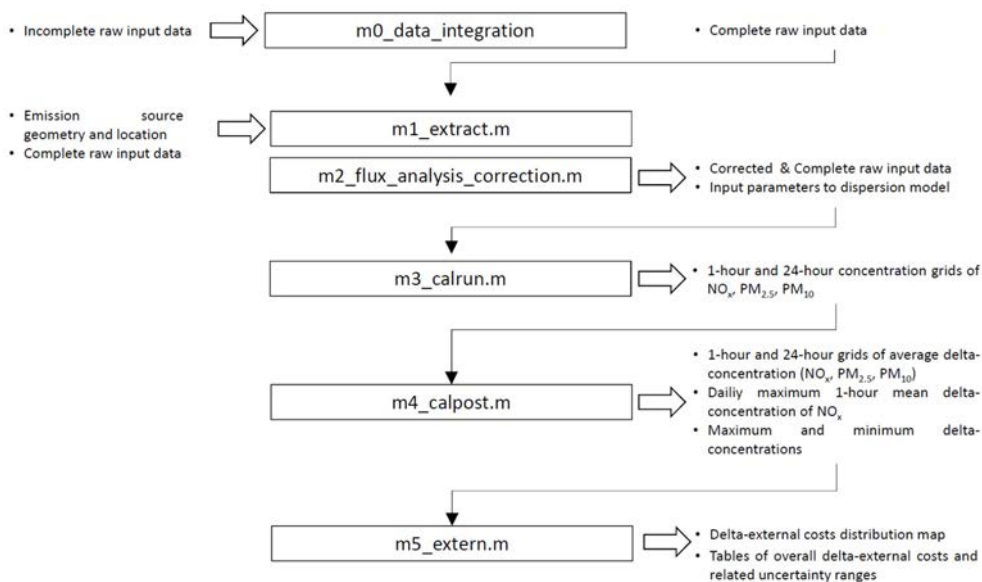 • Incomplete raw input data
m0_data_integration
• Complete raw input data
• Emission source
geometry and location
• Complete raw input data
m1_extract.m
m2_flux_analysis_correction.m
• Corrected & Complete raw input data
• Input parameters to dispersion model
m3_calrun.m
• 1-hour and 24-hour concentration grids of
NOₓ, PM₂.₅, PM₁₀
m4_calpost.m
• 1-hour and 24-hour grids of average delta-
concentration (NOₓ, PM₂.₅, PM₁₀)
• Dailiy maximum 1-hour mean delta-
concentration of NOₓ
• Maximum and minimum delta-
concentrations
m5_extern.m
• Delta-external costs distribution map
• Tables of overall delta-external costs and
related uncertainty ranges